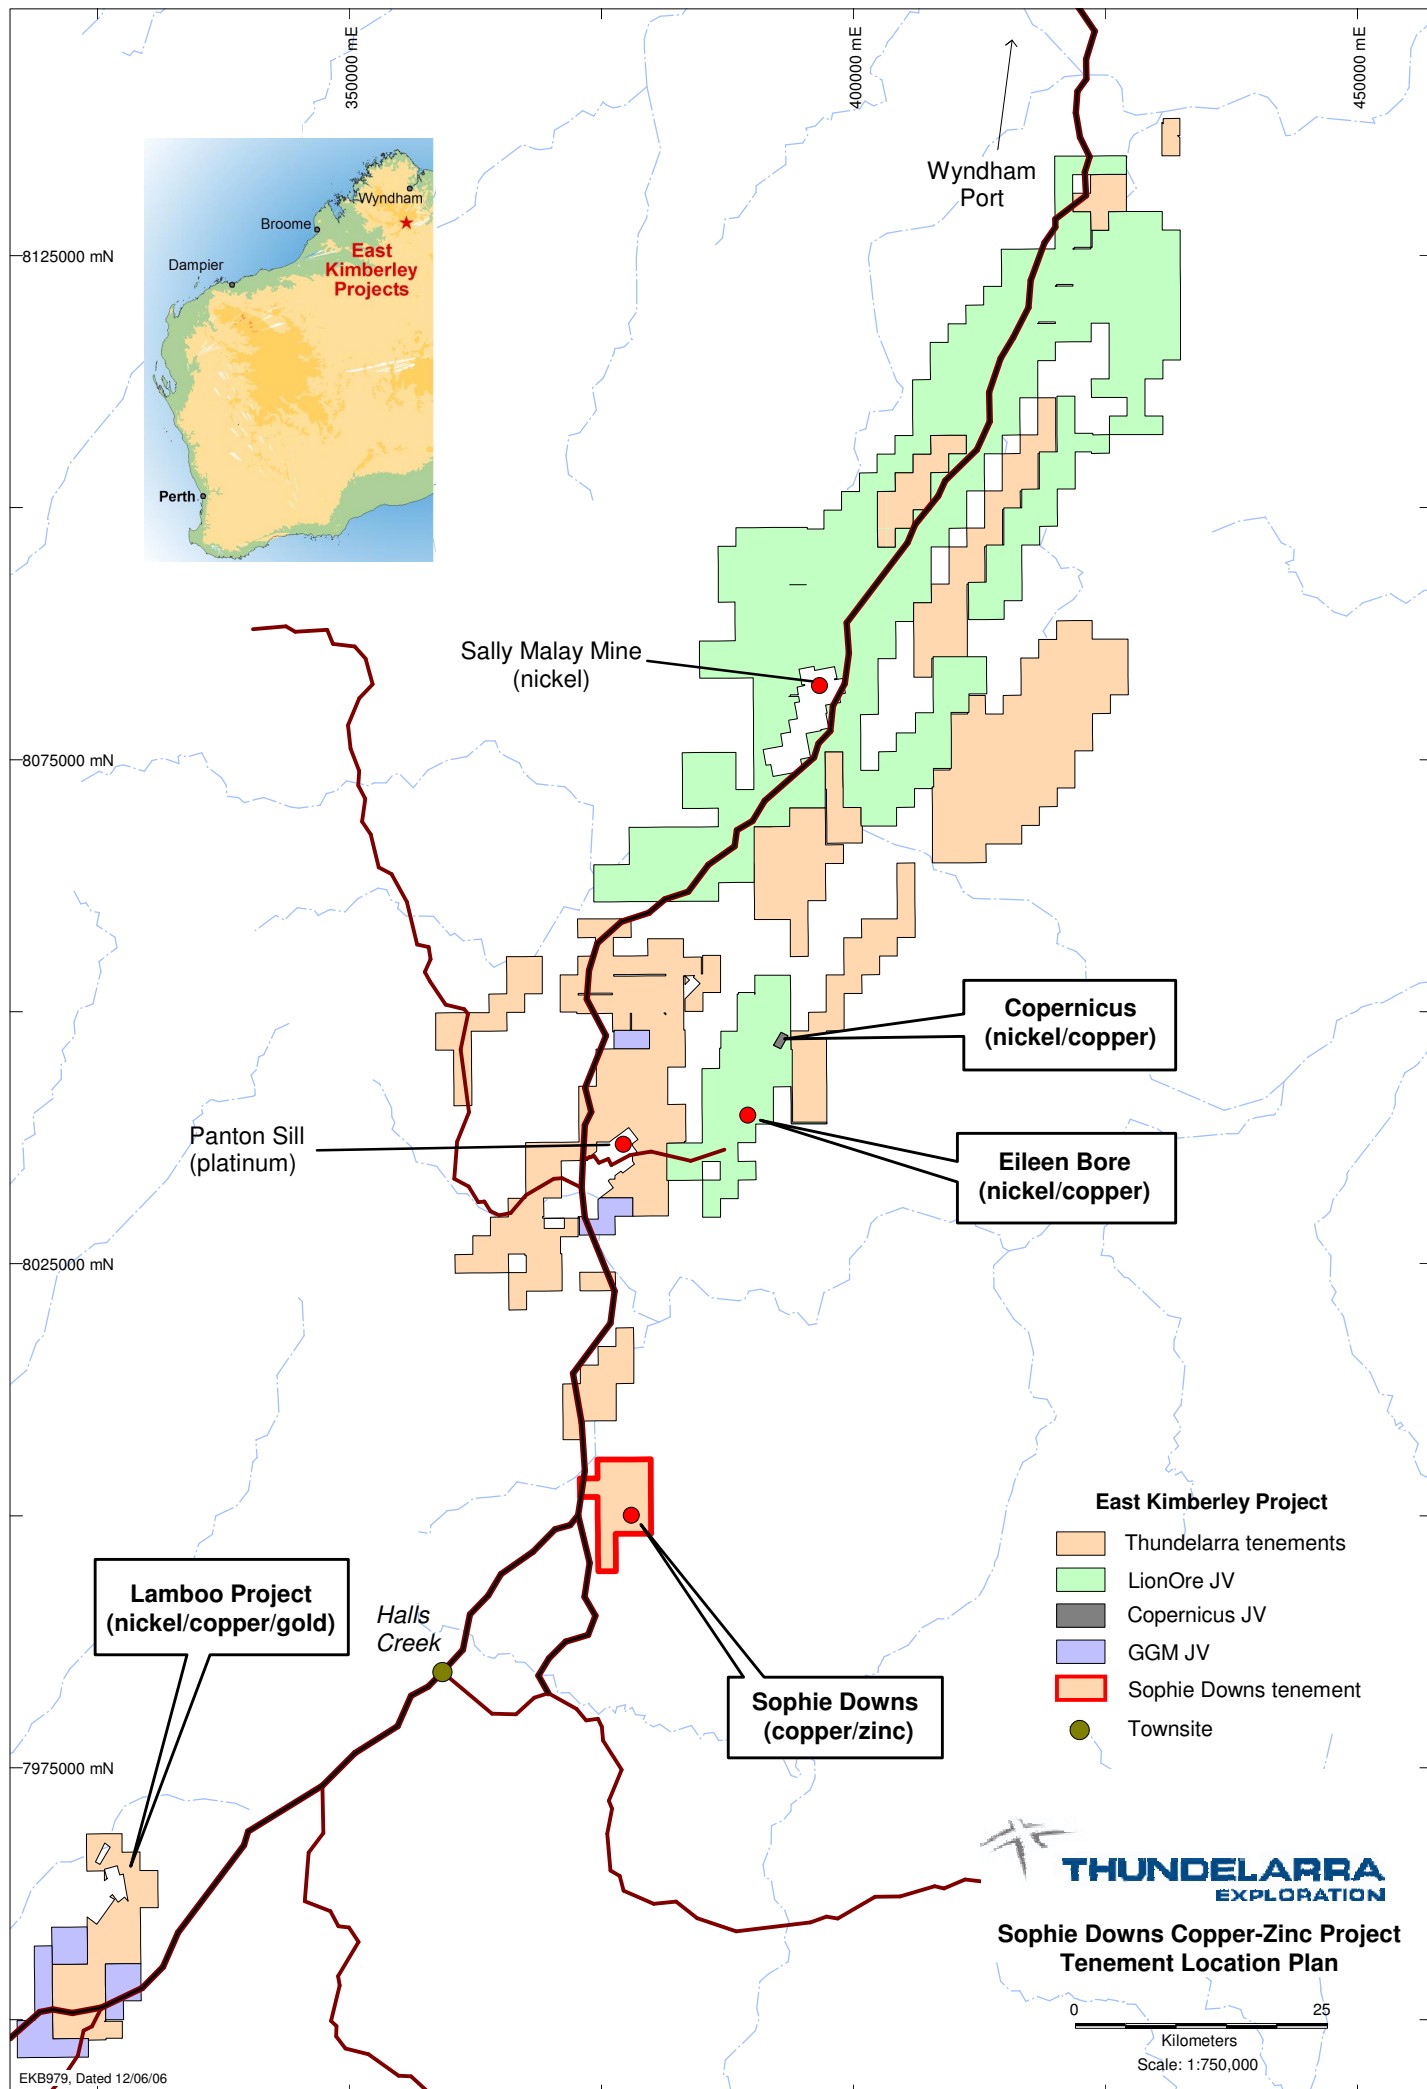 350000 mE
400000 mE
450000 mE
Wyndham
Port
Wyndham
Broome
East
Kimberley
Projects
Dampier
Perth
8125000 mN
Sally Malay Mine
(nickel)
8075000 mN
Copernicus
(nickel/copper)
Panton Sill
(platinum)
Eileen Bore
(nickel/copper)
8025000 mN
East Kimberley Project
Thundelarra tenements
LionOre JV
Copernicus JV
GGM JV
Sophie Downs tenement
Townsite
Lamboo Project
(nickel/copper/gold)
Halls
Creek
Sophie Downs
(copper/zinc)
7975000 mN
THUNDELARRA
EXPLORATION
Sophie Downs Copper-Zinc Project
Tenement Location Plan
0 25
Kilometers
Scale: 1:750,000
EKB979, Dated 12/06/06